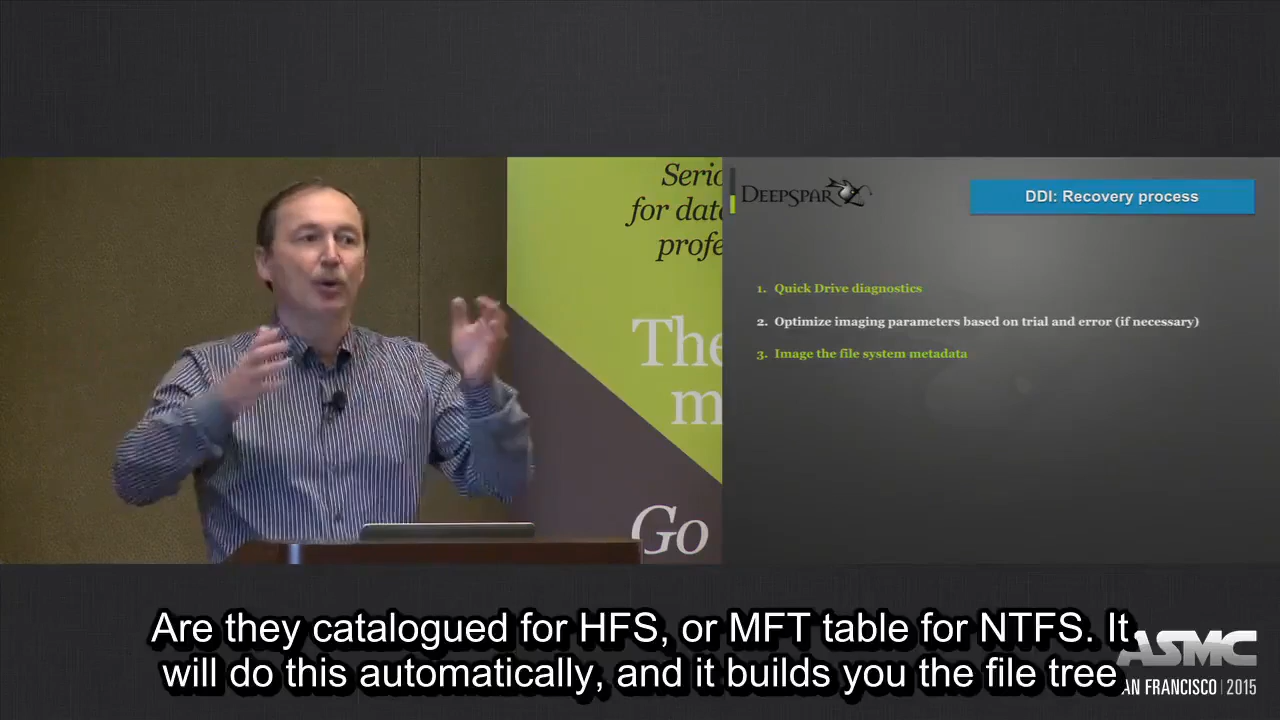 Serio
for data
profe
The
m
Go
DEEPSPAR
DDI: Recovery process
1. Quick Drive diagnostics
2. Optimize imaging parameters based on trial and error (if necessary)
3. Image the file system metadata
Are they catalogued for HFS, or MFT table for NTFS. It
will do this automatically, and it builds you the file tree
ASMC
AN FRANCISCO | 2015